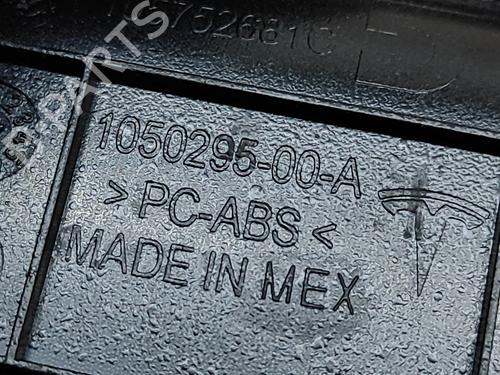 1050295-00-A
> PC-ABS <
MADE IN MEX